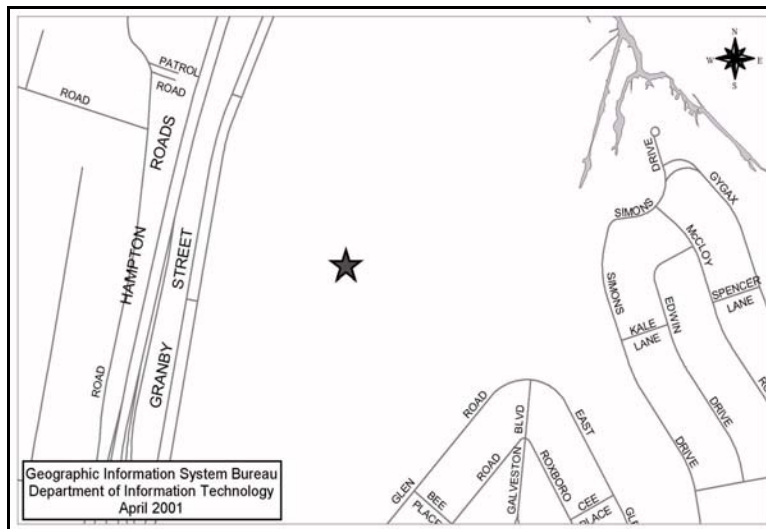 N
W E
S
PATROL
ROAD
ROAD
ROADS
HAMPTON
ROAD
GRANBY STREET
DRIVE
SIMONS
GYGAX
McCLOY
SIMONS
SPENCER
LANE
EDWIN
KALE
LANE
DRIVE
DRIVE
GLEN
ROAD
EAST
BLVD
GALVESTON
ROAD
ROXBORO
BEE
PLACE
CEE
PLACE
Geographic Information System Bureau
Department of Information Technology
April 2001